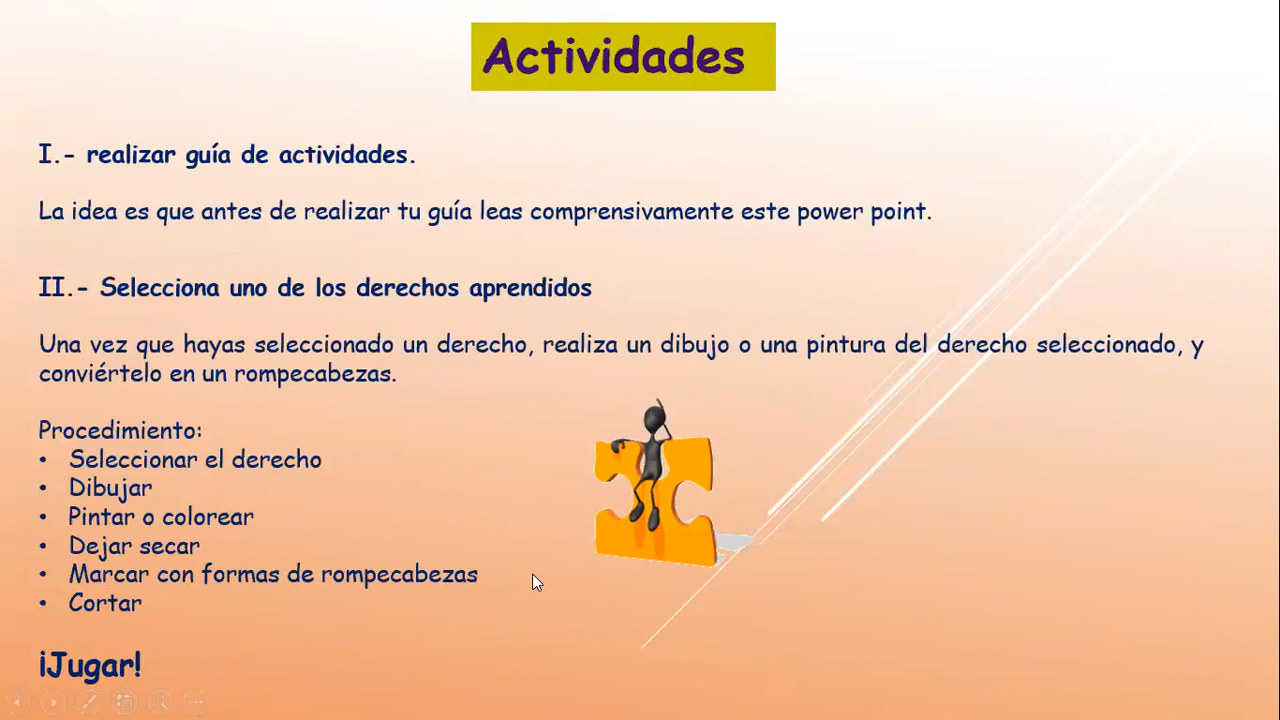 Actividades
I.- realizar guía de actividades.
La idea es que antes de realizar tu guía leas comprensivamente este power point.
II.- Selecciona uno de los derechos aprendidos
Una vez que hayas seleccionado un derecho, realiza un dibujo o una pintura del derecho seleccionado, y
conviértelo en un rompecabezas.
Procedimiento:
• Seleccionar el derecho
• Dibujar
• Pintar o colorear
• Dejar secar
• Marcar con formas de rompecabezas
• Cortar
¡Jugar!